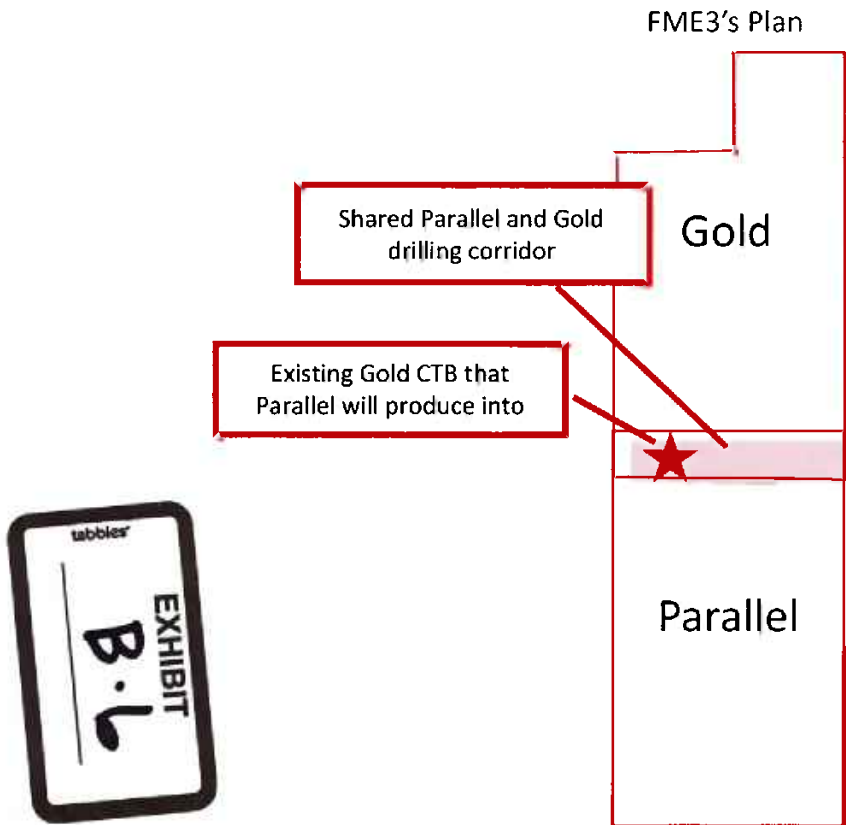 FME3's Plan
Shared Parallel and Gold
drilling corridor
Gold
Existing Gold CTB that
Parallel will produce into
Parallel
tabbies'
EXHIBIT
B.6